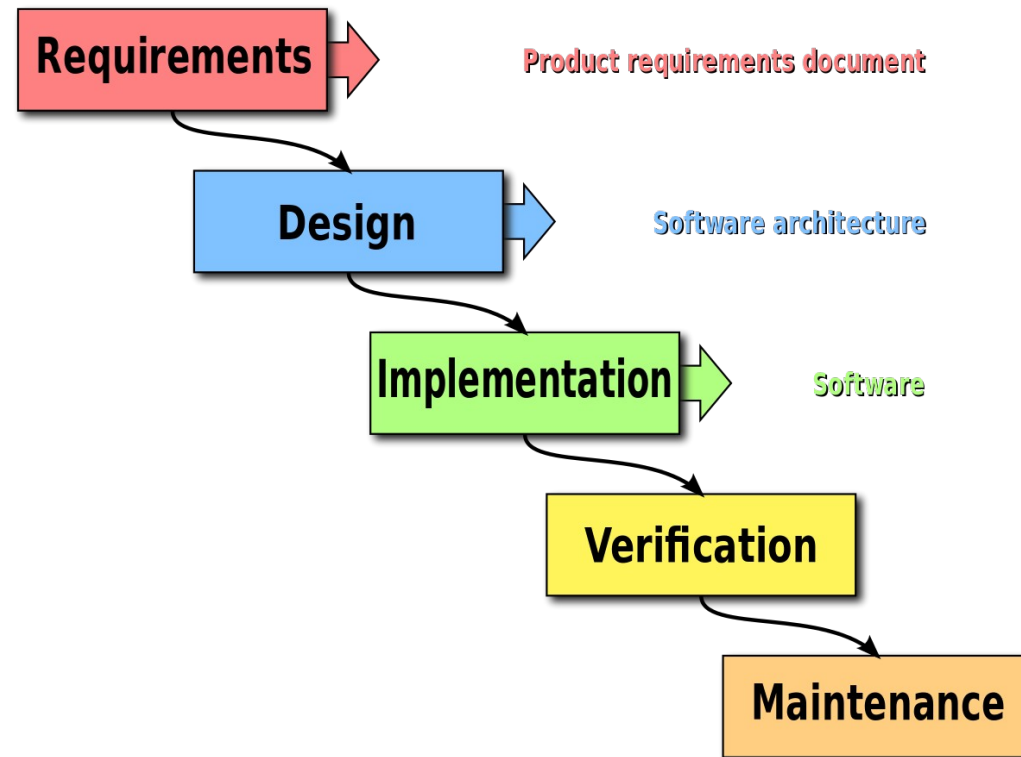 Requirements
Product requirements document
Design
Software architecture
Implementation
Software
Verification
Maintenance